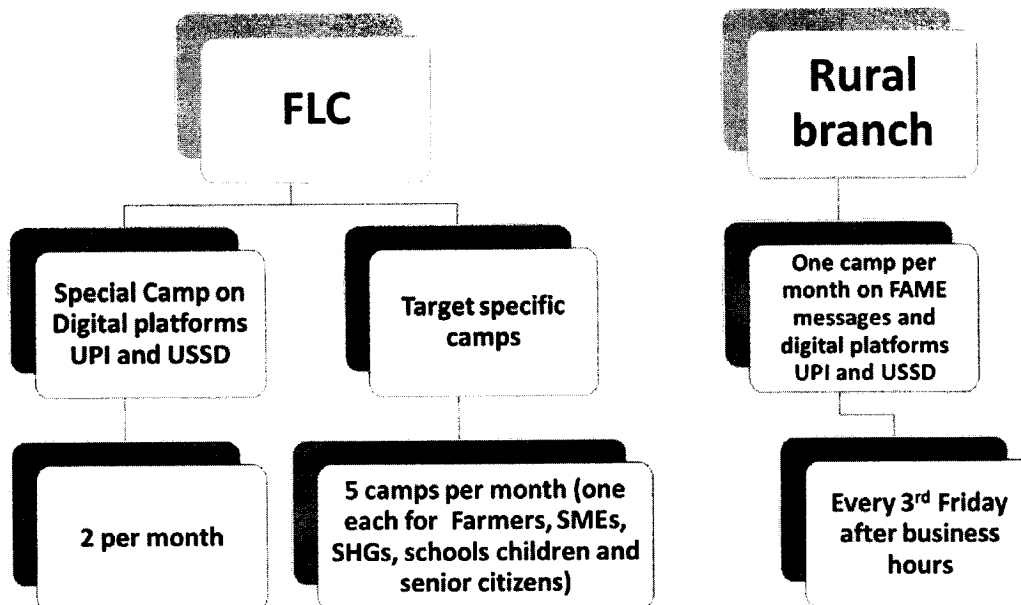 FLC
Special Camp on
Digital platforms
UPI and USSD
2 per month
Target specific
camps
5 camps per month (one
each for  Farmers, SMEs,
SHGs, schools children and
senior citizens)
Rural
branch
One camp per
month on FAME
messages and
digital platforms
UPI and USSD
Every 3rd Friday
after business
hours